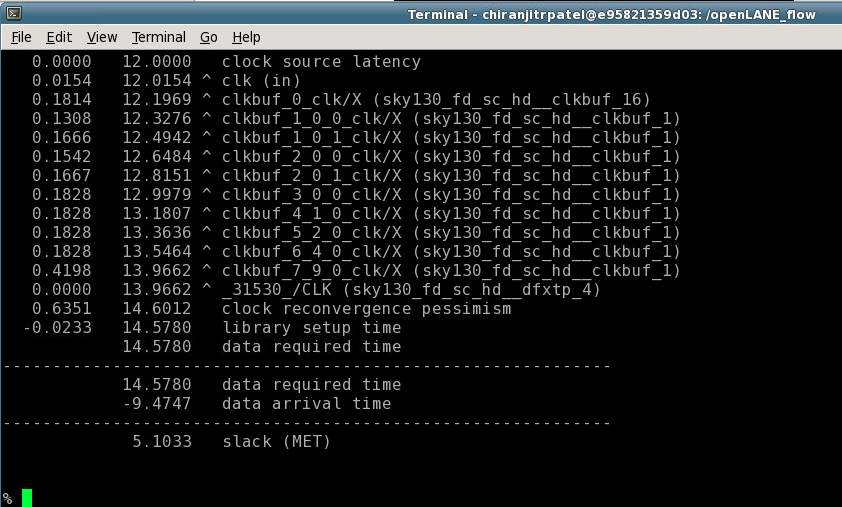 Terminal - chiranjitrpatel@e95821359d03: /openLANE_flow
File Edit View Terminal Go Help
0.0000 12.0000 clock source latency
0.0154 12.0154 ^ clk (in)
0.1814 12.1969 ^ clkbuf_0_clk/X (sky130_fd_sc_hd__clkbuf_16)
0.1308 12.3276 ^ clkbuf_1_0_0_clk/X (sky130_fd_sc_hd__clkbuf_1)
0.1666 12.4942 ^ clkbuf_1_0_1_clk/X (sky130_fd_sc_hd__clkbuf_1)
0.1542 12.6484 ^ clkbuf_2_0_0_clk/X (sky130_fd_sc_hd__clkbuf_1)
0.1667 12.8151 ^ clkbuf_2_0_1_clk/X (sky130_fd_sc_hd__clkbuf_1)
0.1828 12.9979 ^ clkbuf_3_0_0_clk/X (sky130_fd_sc_hd__clkbuf_1)
0.1828 13.1807 ^ clkbuf_4_1_0_clk/X (sky130_fd_sc_hd__clkbuf_1)
0.1828 13.3636 ^ clkbuf_5_2_0_clk/X (sky130_fd_sc_hd__clkbuf_1)
0.1828 13.5464 ^ clkbuf_6_4_0_clk/X (sky130_fd_sc_hd__clkbuf_1)
0.4198 13.9662 ^ clkbuf_7_9_0_clk/X (sky130_fd_sc_hd__clkbuf_1)
0.0000 13.9662 ^ _31530_/CLK (sky130_fd_sc_hd__dfxtp_4)
0.6351 14.6012 clock reconvergence pessimism
-0.0233 14.5780 library setup time
14.5780 data required time
-------------------------------------------------------------
14.5780 data required time
-9.4747 data arrival time
-------------------------------------------------------------
5.1033 slack (MET)
%